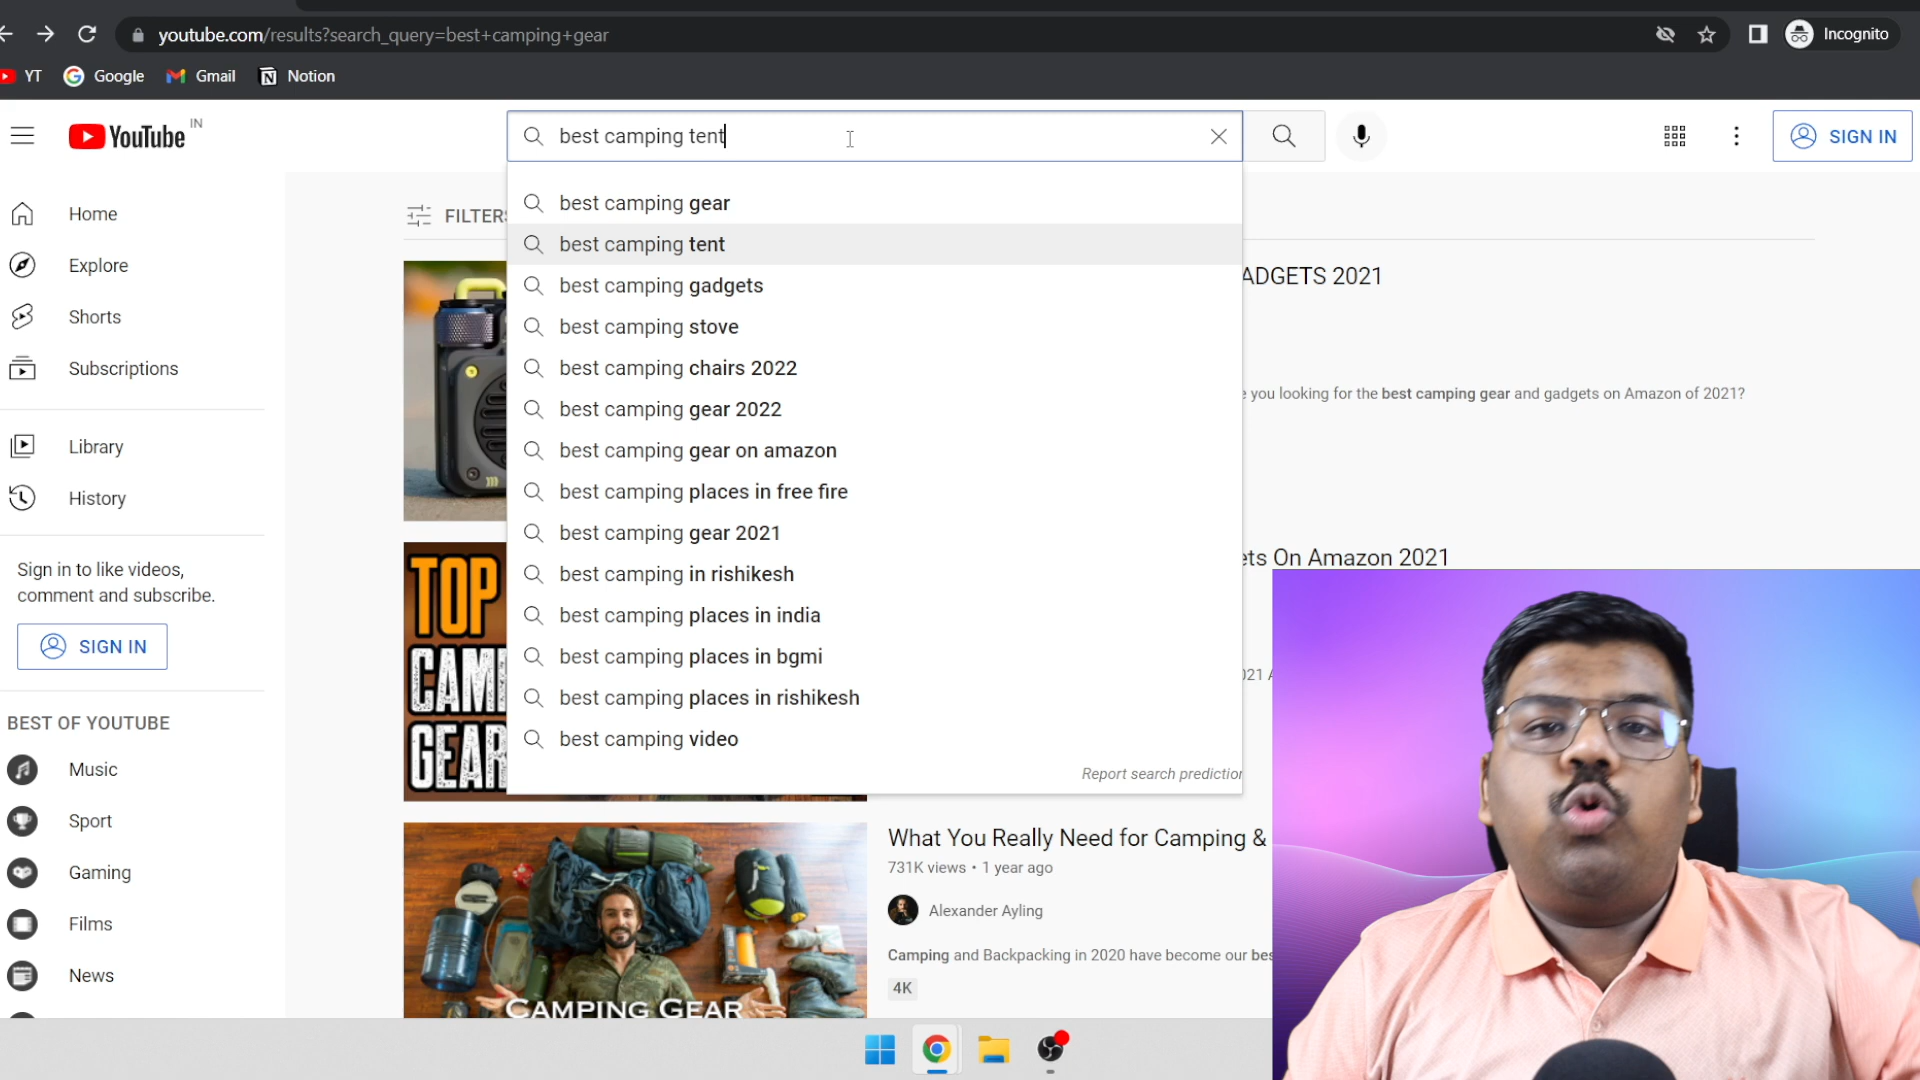 youtube.com/results?search_query=best+camping+gear
Incognito
YT
Google
Gmail
Notion
YouTube IN
best camping tent
SIGN IN
Home
Explore
Shorts
Subscriptions
Library
History
Sign in to like videos,
comment and subscribe.
SIGN IN
BEST OF YOUTUBE
Music
Sport
Gaming
Films
News
FILTERS
best camping gear
best camping tent
best camping gadgets
best camping stove
best camping chairs 2022
best camping gear 2022
best camping gear on amazon
best camping places in free fire
best camping gear 2021
best camping in rishikesh
best camping places in india
best camping places in bgmi
best camping places in rishikesh
best camping video
Report search prediction
ADGETS 2021
you looking for the best camping gear and gadgets on Amazon of 2021?
ets On Amazon 2021
021 A
TOP
CAMP
GEAR
What You Really Need for Camping &
731K views • 1 year ago
Alexander Ayling
Camping and Backpacking in 2020 have become our bes
4K
CAMPING GEAR